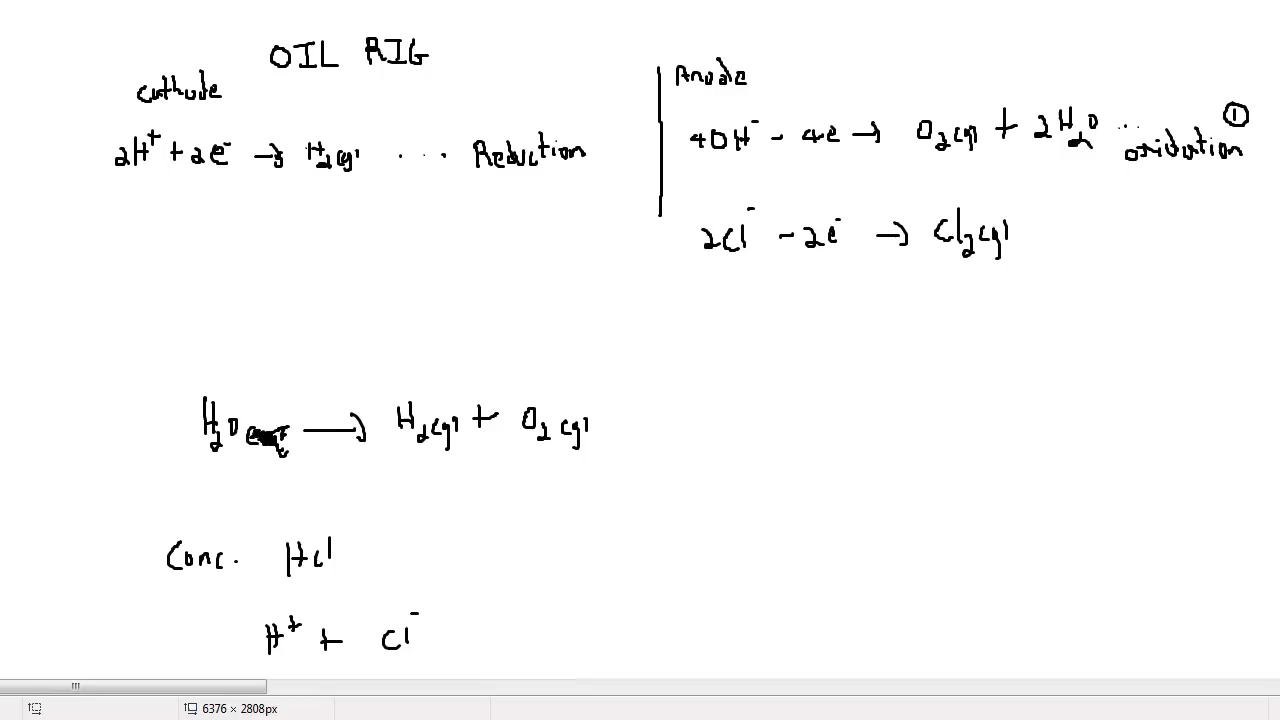 OIL RIG
Cathode
2H⁺ + 2e⁻ → H₂(g) .... Reduction
Anode
4OH⁻ - 4e → O₂(g) + 2H₂O ... ①
oxidation
2Cl⁻ - 2e⁻ → Cl₂(g)
H₂O → H₂(g) + O₂(g)
Conc. HCl
H⁺ + Cl⁻
6376 × 2808px